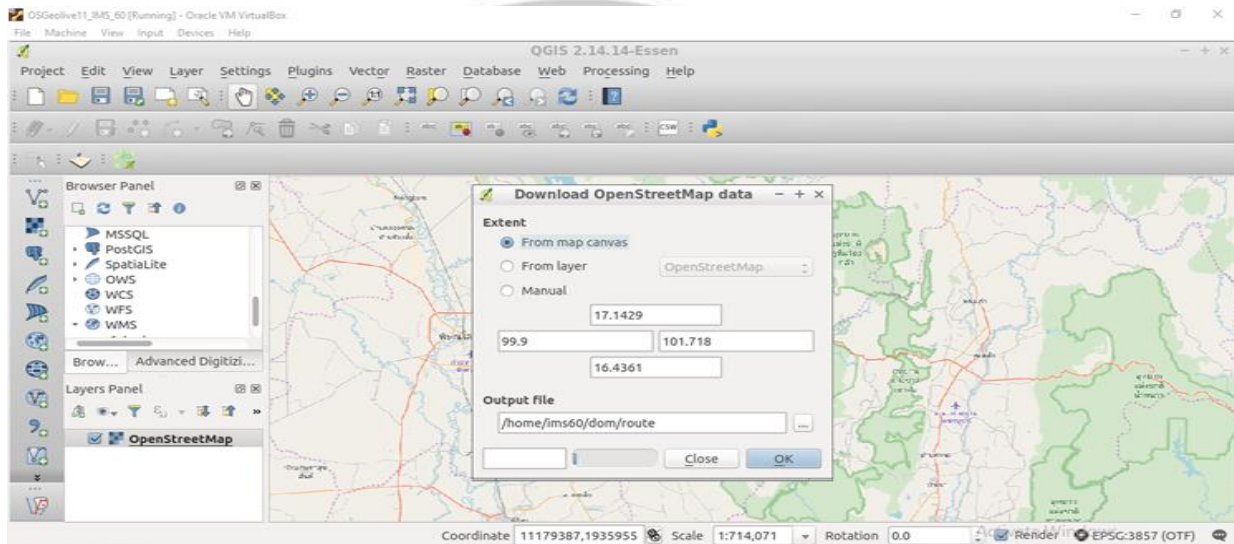 OSGeolive11_IMS_60 [Running] - Oracle VM VirtualBox
File Machine View Input Devices Help
QGIS 2.14.14-Essen
Project Edit View Layer Settings Plugins Vector Raster Database Web Processing Help
CSW
Browser Panel
MSSQL
PostGIS
SpatiaLite
OWS
WCS
WFS
WMS
Brow... Advanced Digitizi...
Layers Panel
OpenStreetMap
Download OpenStreetMap data
Extent
From map canvas
From layer OpenStreetMap
Manual
17.1429
99.9 101.718
16.4361
Output file
/home/ims60/dom/route ...
Close OK
Coordinate 11179387,1935955 Scale 1:714,071 Rotation 0.0 Render EPSG:3857 (OTF)
Activate Windows